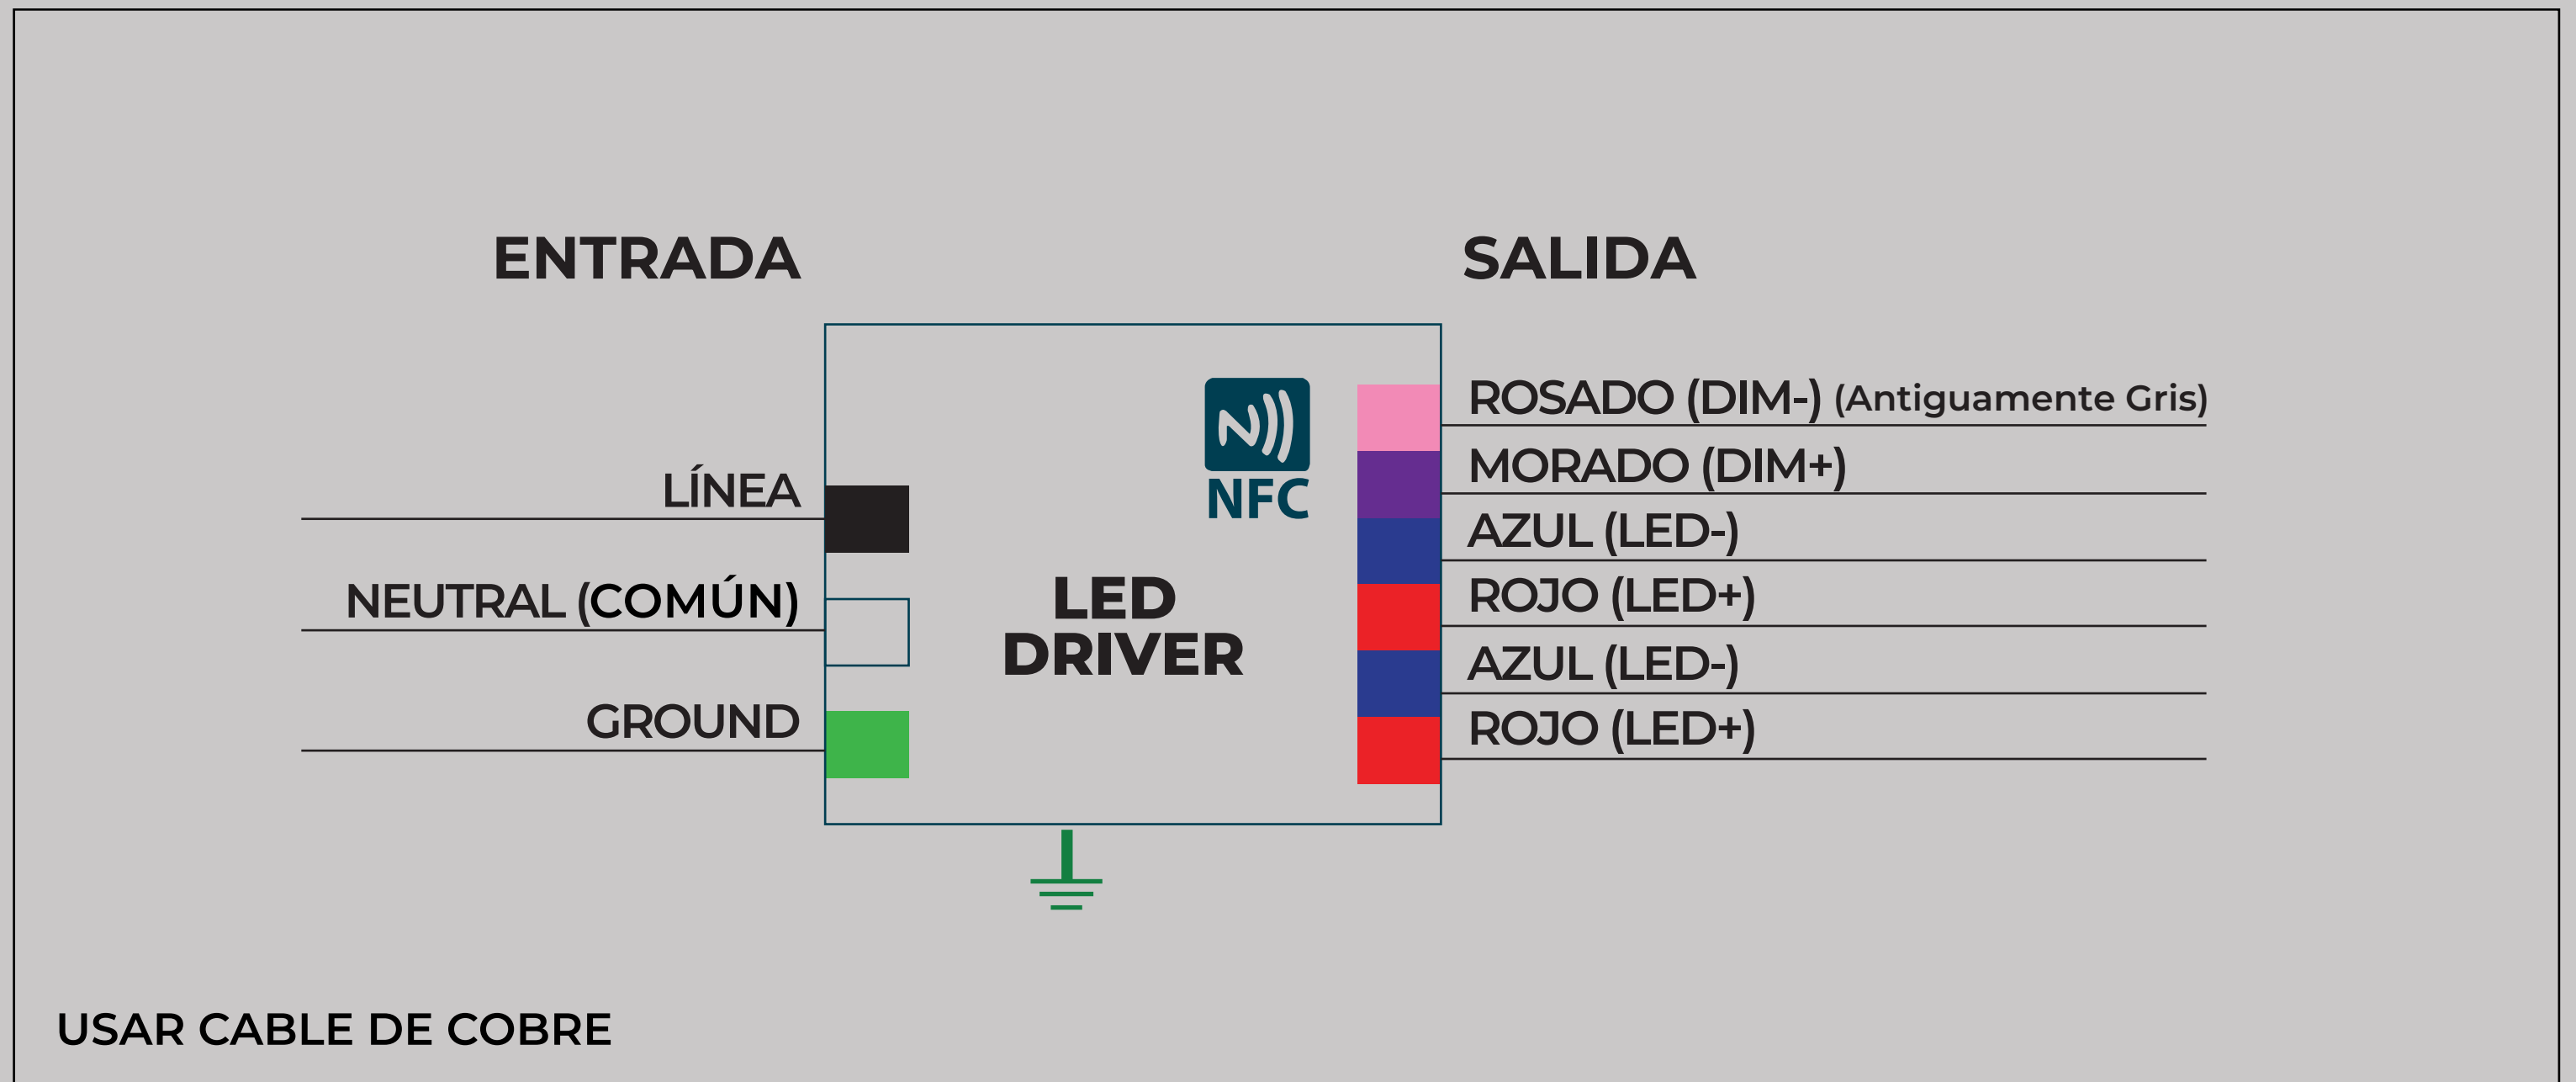 ENTRADA
SALIDA
LÍNEA
NEUTRAL (COMÚN)
GROUND
NFC
LED
DRIVER
ROSADO (DIM-) (Antiguamente Gris)
MORADO (DIM+)
AZUL (LED-)
ROJO (LED+)
AZUL (LED-)
ROJO (LED+)
USAR CABLE DE COBRE